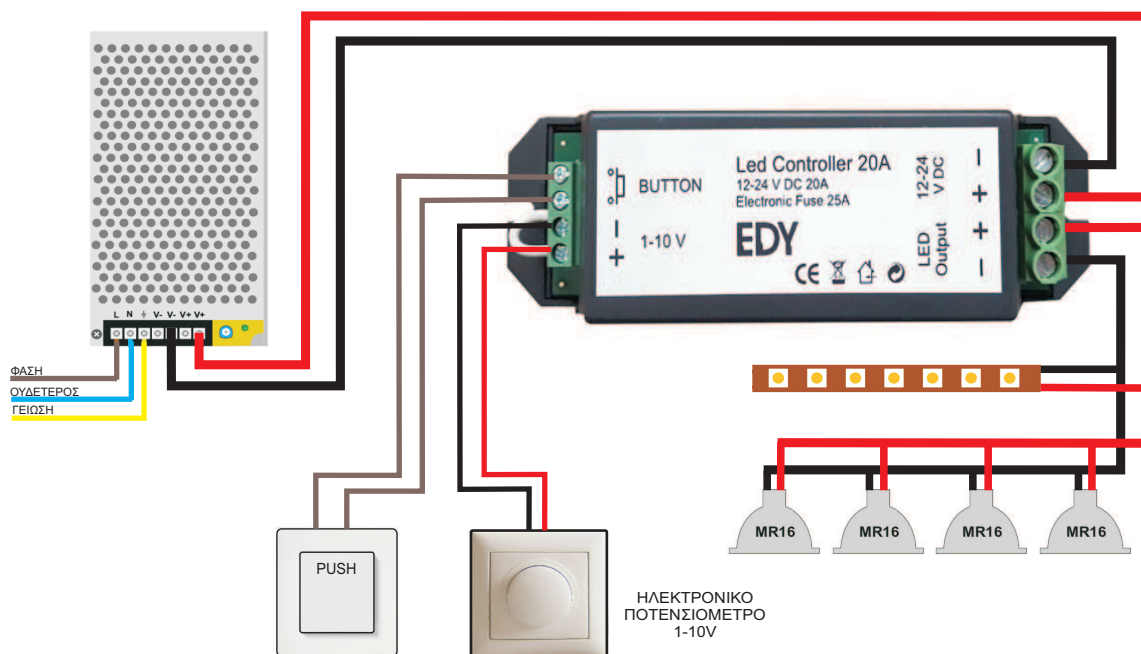 L N V- V- V+ V+
ΦΑΣΗ
ΟΥΔΕΤΕΡΟΣ
ΓΕΙΩΣΗ
BUTTON
- +
1-10 V
Led Controller 20A
12-24 V DC 20A
Electronic Fuse 25A
EDY
CE
12-24
V DC
LED
Output
-
+
+
-
PUSH
ΗΛΕΚΤΡΟΝΙΚΟ
ΠΟΤΕΝΣΙΟΜΕΤΡΟ
1-10V
MR16
MR16
MR16
MR16